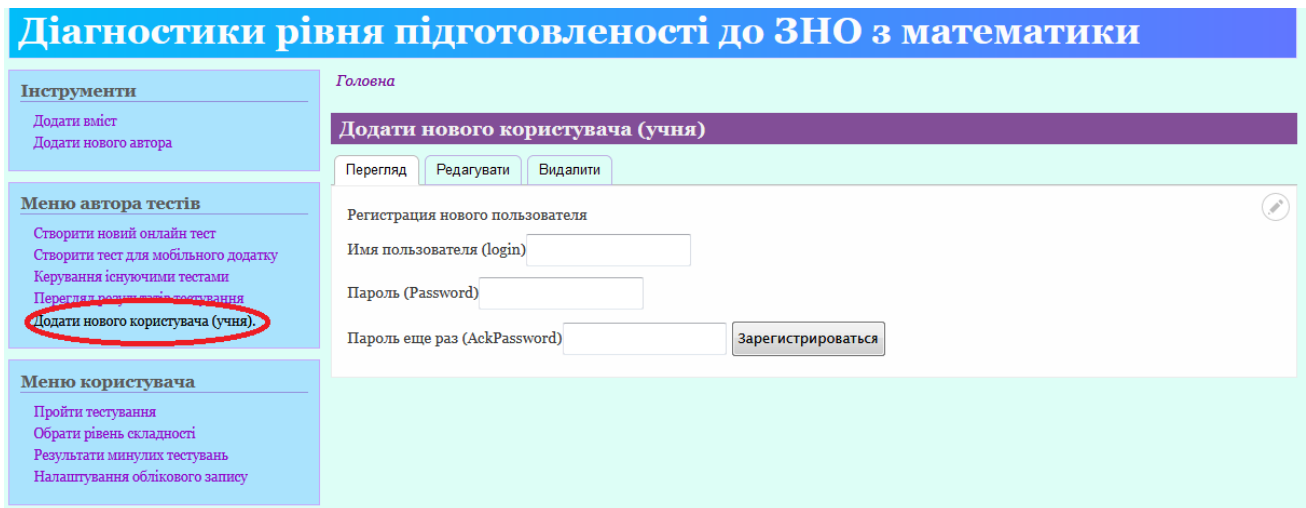 Діагностики рівня підготовленості до ЗНО з математики
Інструменти
Додати вміст
Додати нового автора
Меню автора тестів
Створити новий онлайн тест
Створити тест для мобільного додатку
Керування існуючими тестами
Перегляд результатів тестування
Додати нового користувача (учня).
Меню користувача
Пройти тестування
Обрати рівень складності
Результати минулих тестувань
Налаштування облікового запису
Головна
Додати нового користувача (учня)
Перегляд Редагувати Видалити
Регистрация нового пользователя
Имя пользователя (login)
Пароль (Password)
Пароль еще раз (AckPassword) Зарегистрироваться